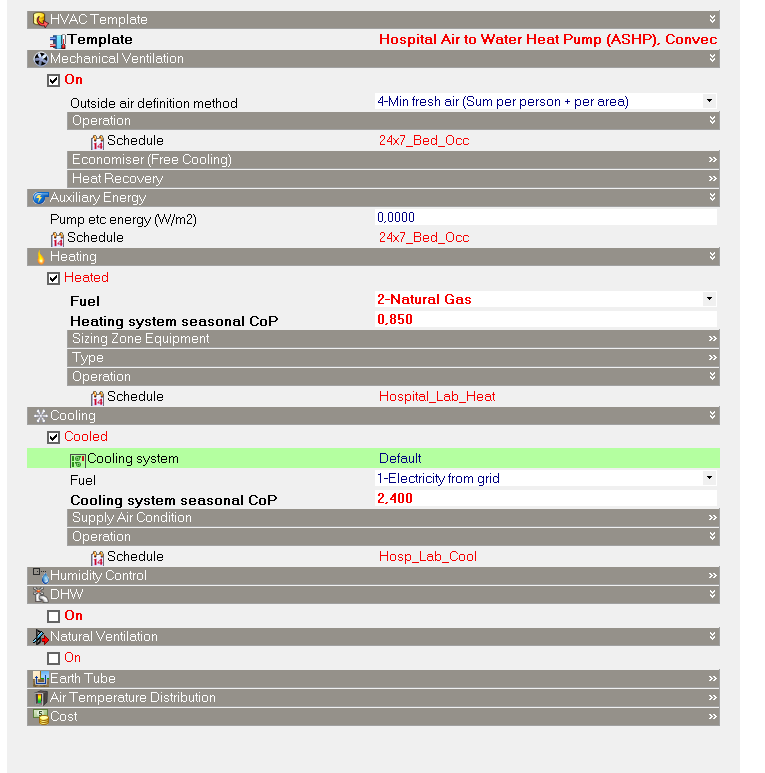 HVAC Template
Template Hospital Air to Water Heat Pump (ASHP), Convec
Mechanical Ventilation
On
Outside air definition method 4-Min fresh air (Sum per person + per area)
Operation
14 Schedule 24x7_Bed_Occ
Economiser (Free Cooling)
Heat Recovery
Auxiliary Energy
Pump etc energy (W/m2) 0,0000
14 Schedule 24x7_Bed_Occ
Heating
Heated
Fuel 2-Natural Gas
Heating system seasonal CoP 0,850
Sizing Zone Equipment
Type
Operation
14 Schedule Hospital_Lab_Heat
Cooling
Cooled
Cooling system Default
Fuel 1-Electricity from grid
Cooling system seasonal CoP 2,400
Supply Air Condition
Operation
14 Schedule Hosp_Lab_Cool
Humidity Control
DHW
On
Natural Ventilation
On
Earth Tube
Air Temperature Distribution
Cost